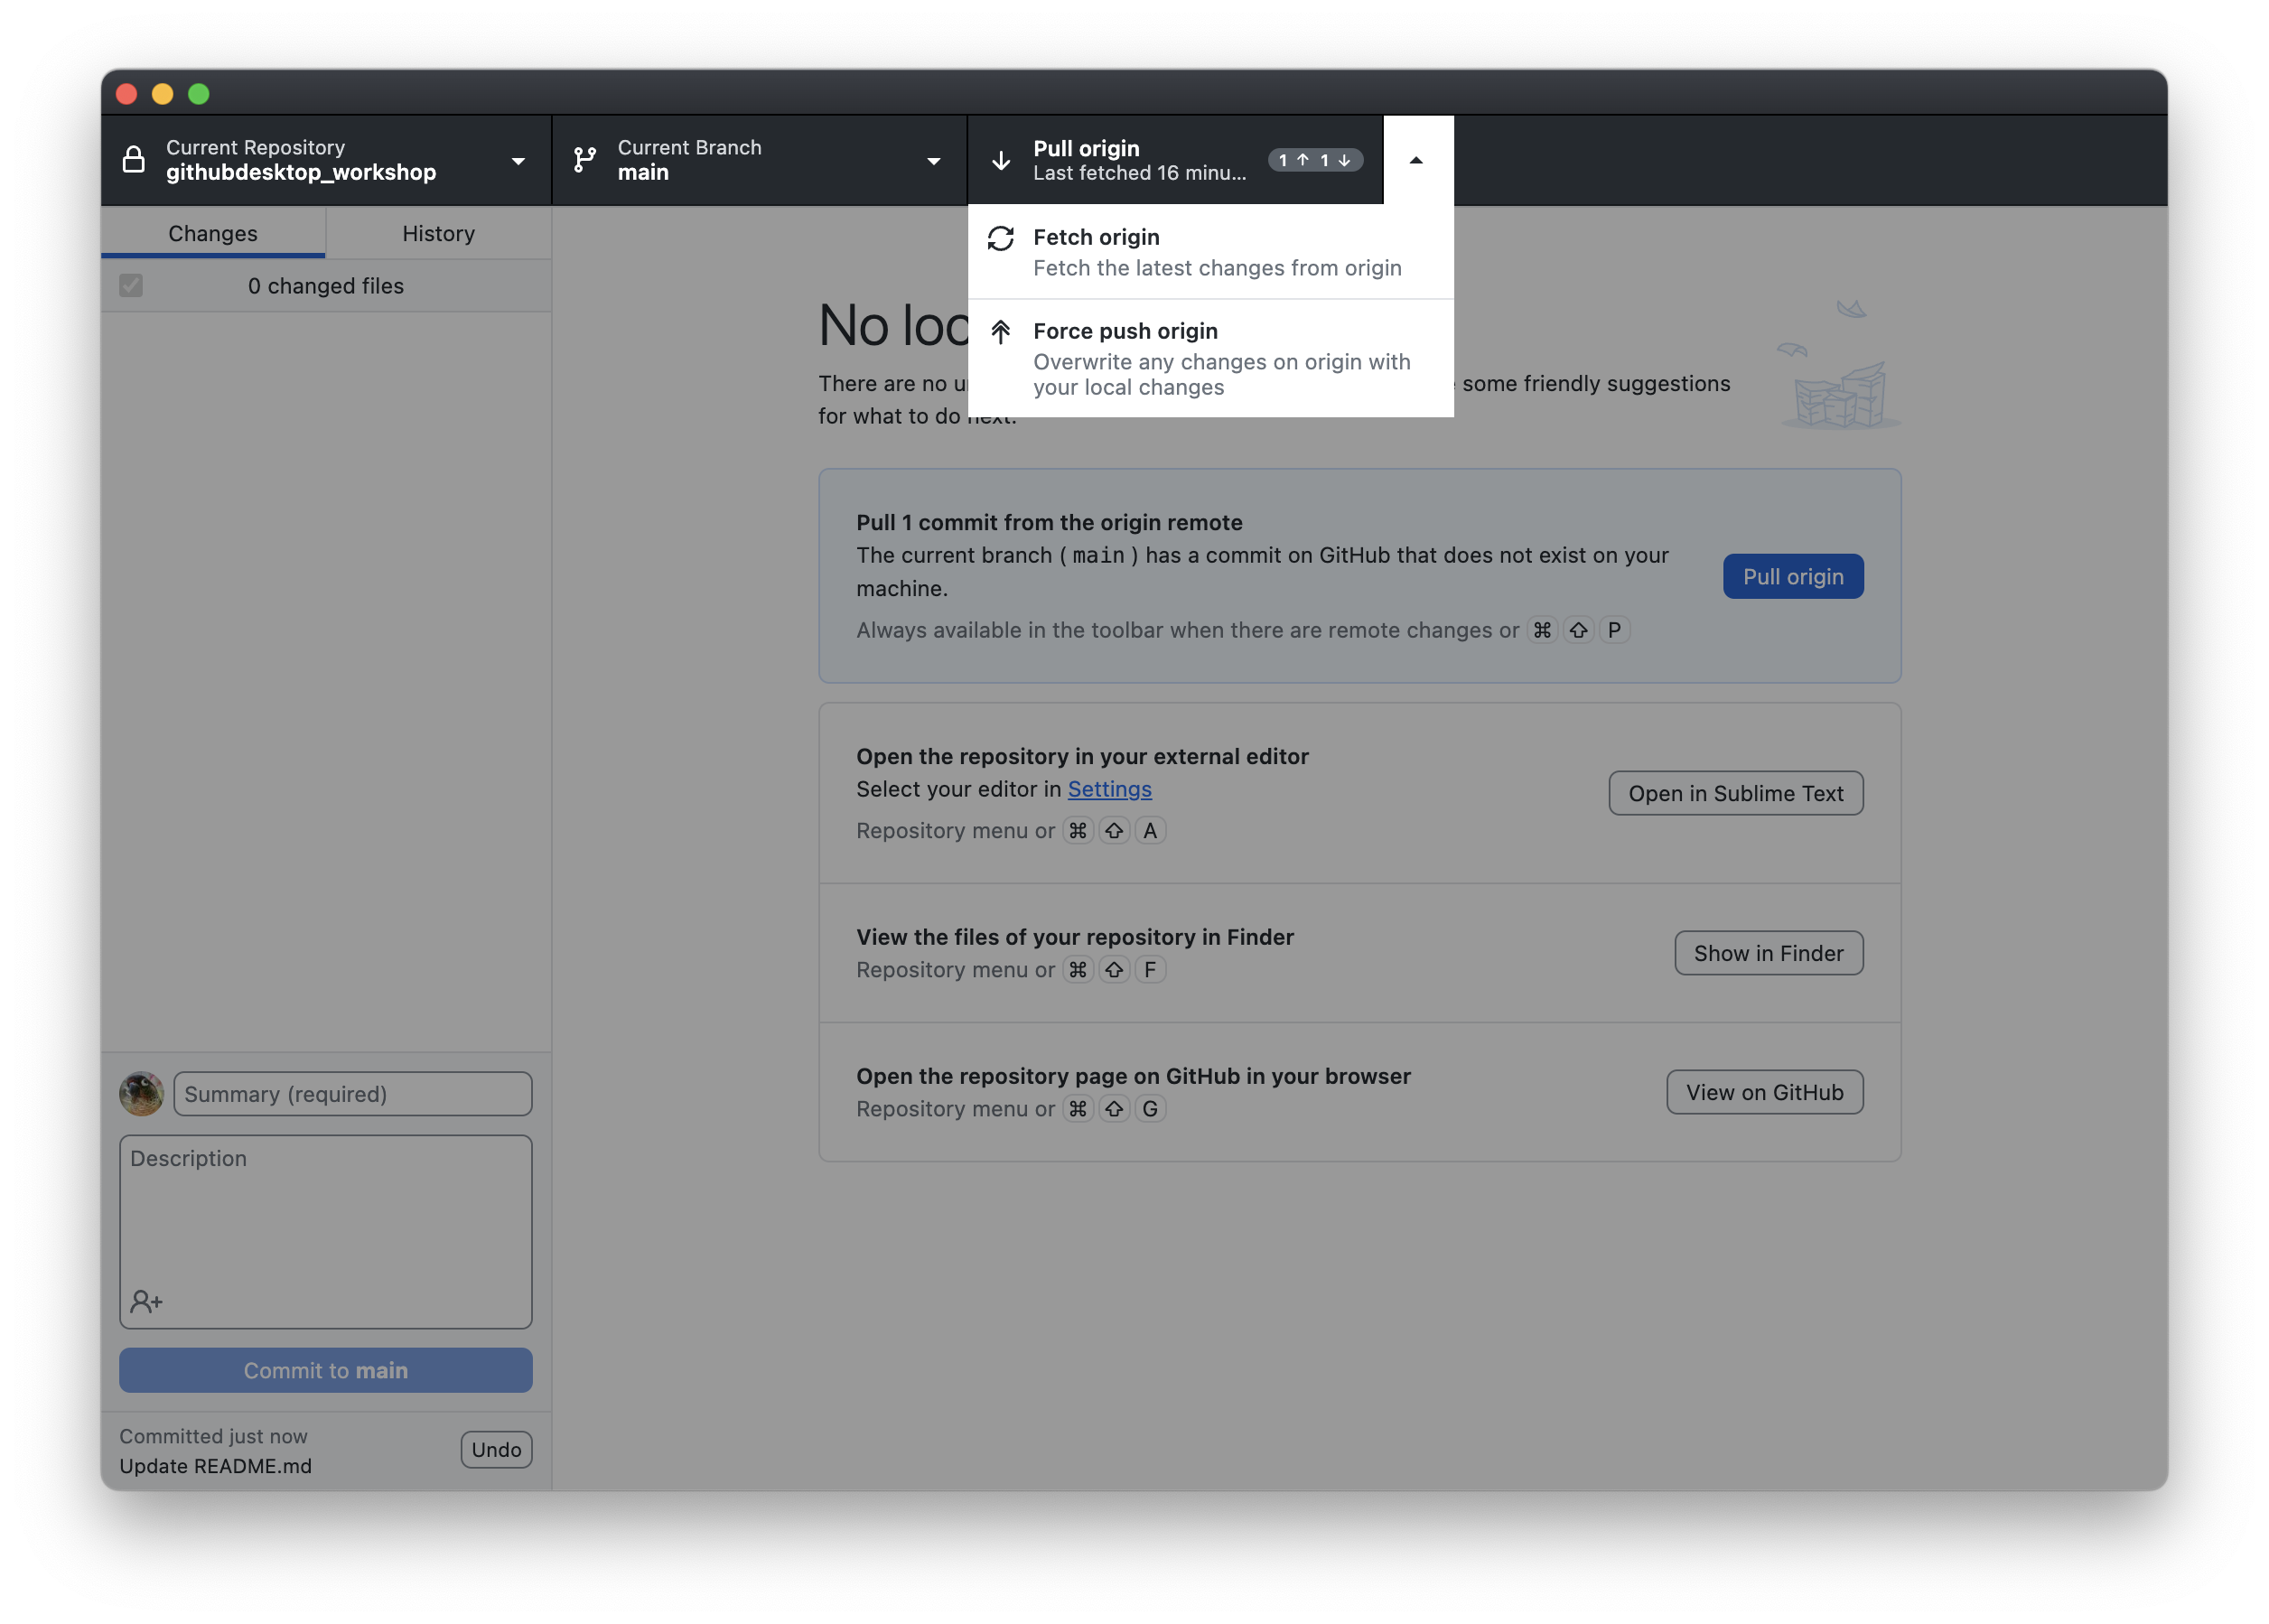 Current Repository
githubdesktop_workshop
Current Branch
main
Pull origin
Last fetched 16 minu...
1 ↑ 1 ↓
Changes
History
0 changed files
Fetch origin
Fetch the latest changes from origin
Force push origin
Overwrite any changes on origin with
your local changes
No loc
There are no u some friendly suggestions
for what to do next.
Pull 1 commit from the origin remote
The current branch ( main ) has a commit on GitHub that does not exist on your
machine.
Always available in the toolbar when there are remote changes or ⌘ ⇧ P
Pull origin
Open the repository in your external editor
Select your editor in Settings
Repository menu or ⌘ ⇧ A
Open in Sublime Text
View the files of your repository in Finder
Repository menu or ⌘ ⇧ F
Show in Finder
Open the repository page on GitHub in your browser
Repository menu or ⌘ ⇧ G
View on GitHub
Summary (required)
Description
Commit to main
Committed just now
Update README.md
Undo